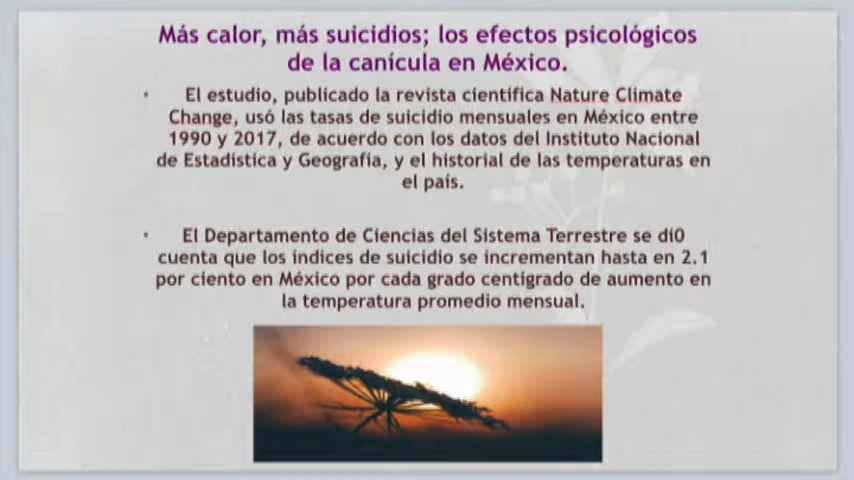 Más calor, más suicidios; los efectos psicológicos
de la canícula en México.
• El estudio, publicado la revista científica Nature Climate
Change, usó las tasas de suicidio mensuales en México entre
1990 y 2017, de acuerdo con los datos del Instituto Nacional
de Estadística y Geografía, y el historial de las temperaturas en
el país.
• El Departamento de Ciencias del Sistema Terrestre se di0
cuenta que los índices de suicidio se incrementan hasta en 2.1
por ciento en México por cada grado centígrado de aumento en
la temperatura promedio mensual.